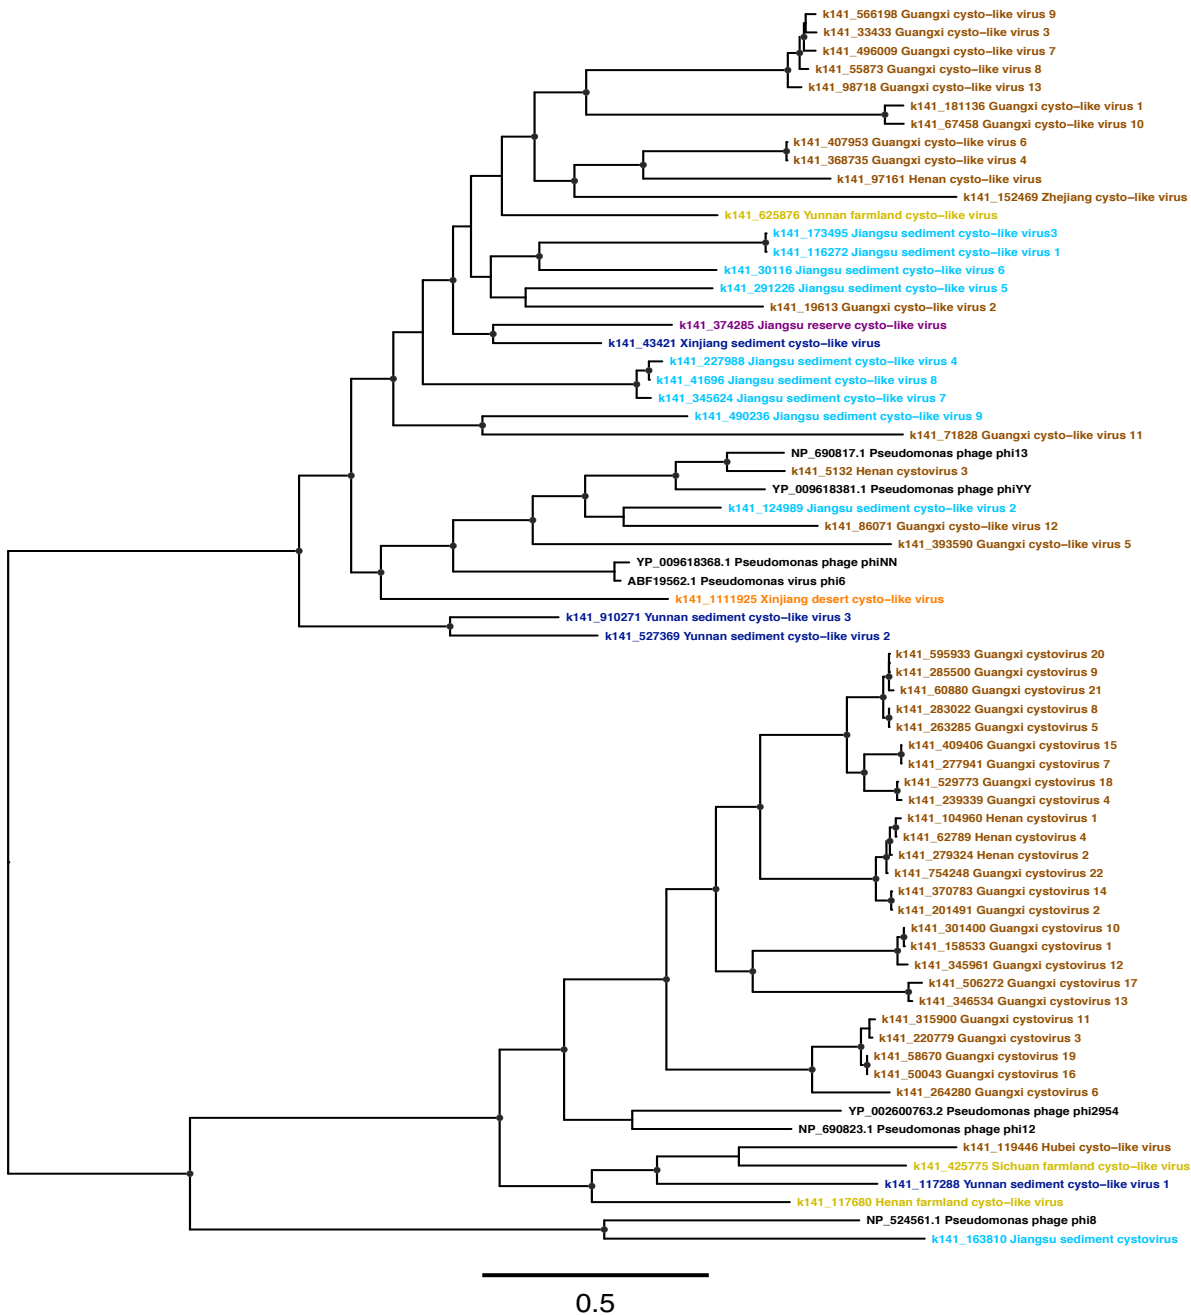 k141_566198 Guangxi cysto−like virus 9
k141_33433 Guangxi cysto−like virus 3
k141_496009 Guangxi cysto−like virus 7
k141_55873 Guangxi cysto−like virus 8
k141_98718 Guangxi cysto−like virus 13
k141_181136 Guangxi cysto−like virus 1
k141_67458 Guangxi cysto−like virus 10
k141_407953 Guangxi cysto−like virus 6
k141_368735 Guangxi cysto−like virus 4
k141_97161 Henan cysto−like virus
k141_152469 Zhejiang cysto−like virus
k141_625876 Yunnan farmland cysto−like virus
k141_173495 Jiangsu sediment cysto−like virus3
k141_116272 Jiangsu sediment cysto−like virus 1
k141_30116 Jiangsu sediment cysto−like virus 6
k141_291226 Jiangsu sediment cysto−like virus 5
k141_19613 Guangxi cysto−like virus 2
k141_374285 Jiangsu reserve cysto−like virus
k141_43421 Xinjiang sediment cysto−like virus
k141_227988 Jiangsu sediment cysto−like virus 4
k141_41696 Jiangsu sediment cysto−like virus 8
k141_345624 Jiangsu sediment cysto−like virus 7
k141_490236 Jiangsu sediment cysto−like virus 9
k141_71828 Guangxi cysto−like virus 11
NP_690817.1 Pseudomonas phage phi13
k141_5132 Henan cystovirus 3
YP_009618381.1 Pseudomonas phage phiYY
k141_124989 Jiangsu sediment cysto−like virus 2
k141_86071 Guangxi cysto−like virus 12
k141_393590 Guangxi cysto−like virus 5
YP_009618368.1 Pseudomonas phage phiNN
ABF19562.1 Pseudomonas virus phi6
k141_1111925 Xinjiang desert cysto−like virus
k141_910271 Yunnan sediment cysto−like virus 3
k141_527369 Yunnan sediment cysto−like virus 2
k141_595933 Guangxi cystovirus 20
k141_285500 Guangxi cystovirus 9
k141_60880 Guangxi cystovirus 21
k141_283022 Guangxi cystovirus 8
k141_263285 Guangxi cystovirus 5
k141_409406 Guangxi cystovirus 15
k141_277941 Guangxi cystovirus 7
k141_529773 Guangxi cystovirus 18
k141_239339 Guangxi cystovirus 4
k141_104960 Henan cystovirus 1
k141_62789 Henan cystovirus 4
k141_279324 Henan cystovirus 2
k141_754248 Guangxi cystovirus 22
k141_370783 Guangxi cystovirus 14
k141_201491 Guangxi cystovirus 2
k141_301400 Guangxi cystovirus 10
k141_158533 Guangxi cystovirus 1
k141_345961 Guangxi cystovirus 12
k141_506272 Guangxi cystovirus 17
k141_346534 Guangxi cystovirus 13
k141_315900 Guangxi cystovirus 11
k141_220779 Guangxi cystovirus 3
k141_58670 Guangxi cystovirus 19
k141_50043 Guangxi cystovirus 16
k141_264280 Guangxi cystovirus 6
YP_002600763.2 Pseudomonas phage phi2954
NP_690823.1 Pseudomonas phage phi12
k141_119446 Hubei cysto−like virus
k141_425775 Sichuan farmland cysto−like virus
k141_117288 Yunnan sediment cysto−like virus 1
k141_117680 Henan farmland cysto−like virus
NP_524561.1 Pseudomonas phage phi8
k141_163810 Jiangsu sediment cystovirus
0.5